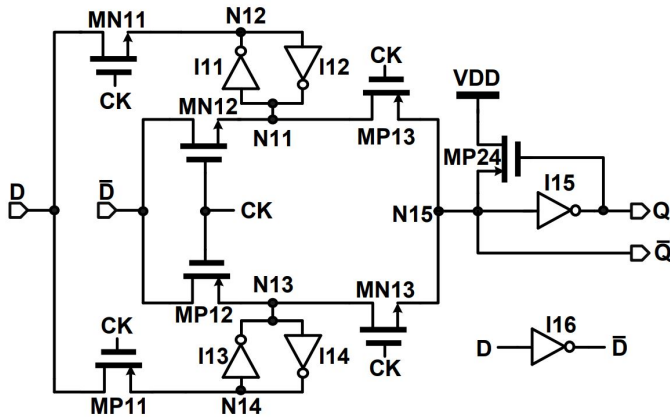 MN11
N12
CK
I11
I12
CK
VDD
MN12
N11
MP13
MP24
I15
D
D̅
CK
N15
Q
Q̅
N13
MN13
MP12
CK
I13
I14
CK
I16
D
D̅
MP11
N14